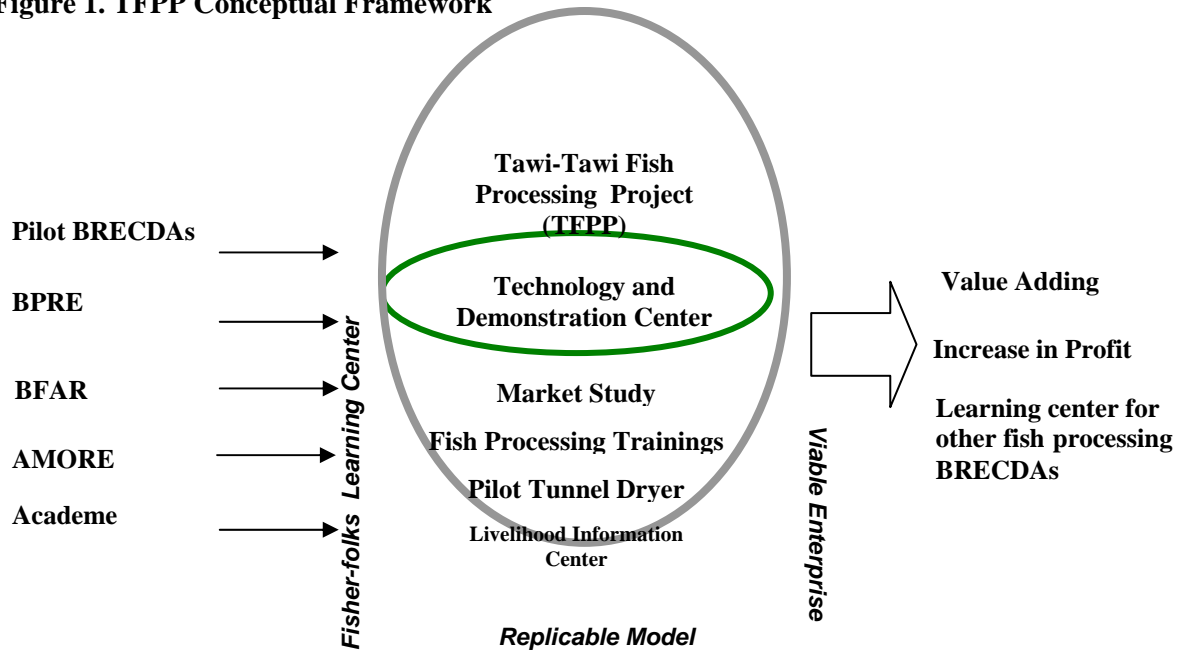 Figure 1. TFPP Conceptual Framework
Pilot BRECDAs
BPRE
BFAR
AMORE
Academe
Fisher-folks Learning Center
Tawi-Tawi Fish
Processing Project
(TFPP)
Technology and
Demonstration Center
Market Study
Fish Processing Trainings
Pilot Tunnel Dryer
Livelihood Information
Center
Replicable Model
Viable Enterprise
Value Adding
Increase in Profit
Learning center for
other fish processing
BRECDAs